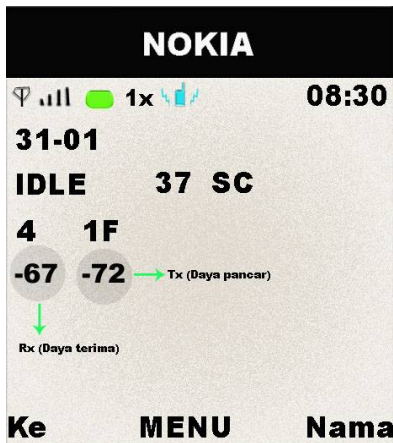 NOKIA
1x 08:30
31-01
IDLE 37 SC
4 1F
-67 -72 Tx (Daya pancar)
Rx (Daya terima)
Ke MENU Nama